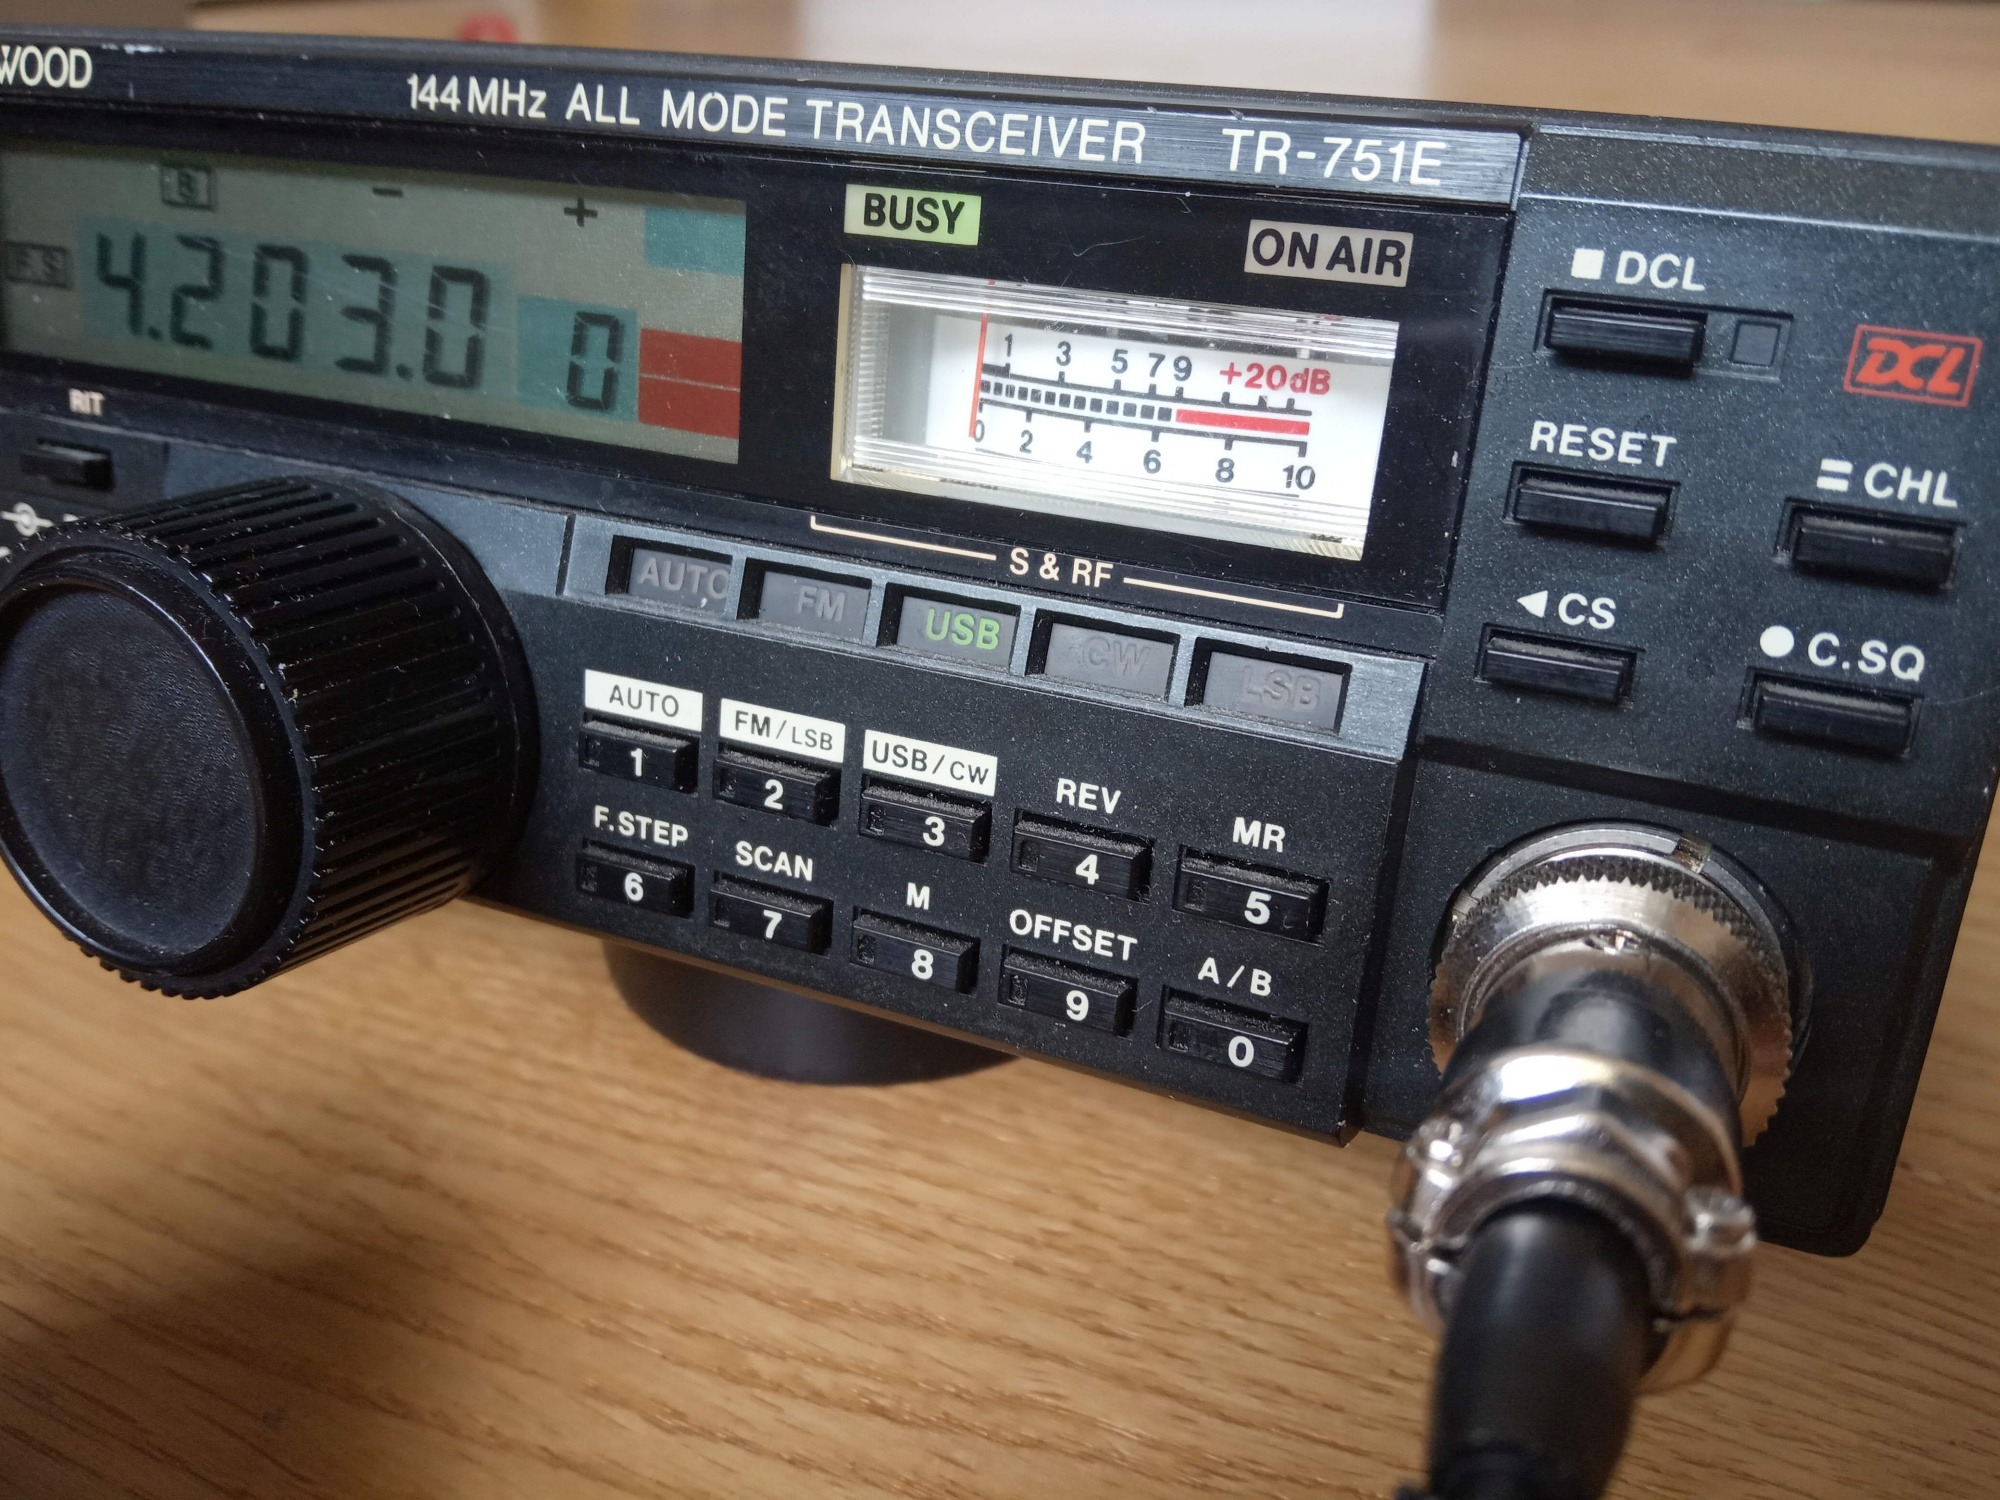 WOOD
144MHz ALL MODE TRANSCEIVER TR-751E
B - +
F.S 4.203.0 0
BUSY
ON AIR
1 3 5 7 9 +20dB
0 2 4 6 8 10
S & RF
RIT
AUTO FM USB CW LSB
AUTO FM/LSB USB/CW REV MR
1 2 3 4 5
F.STEP SCAN M OFFSET A/B
6 7 8 9 0
DCL
DCL
RESET
CHL
CS
C.SQ